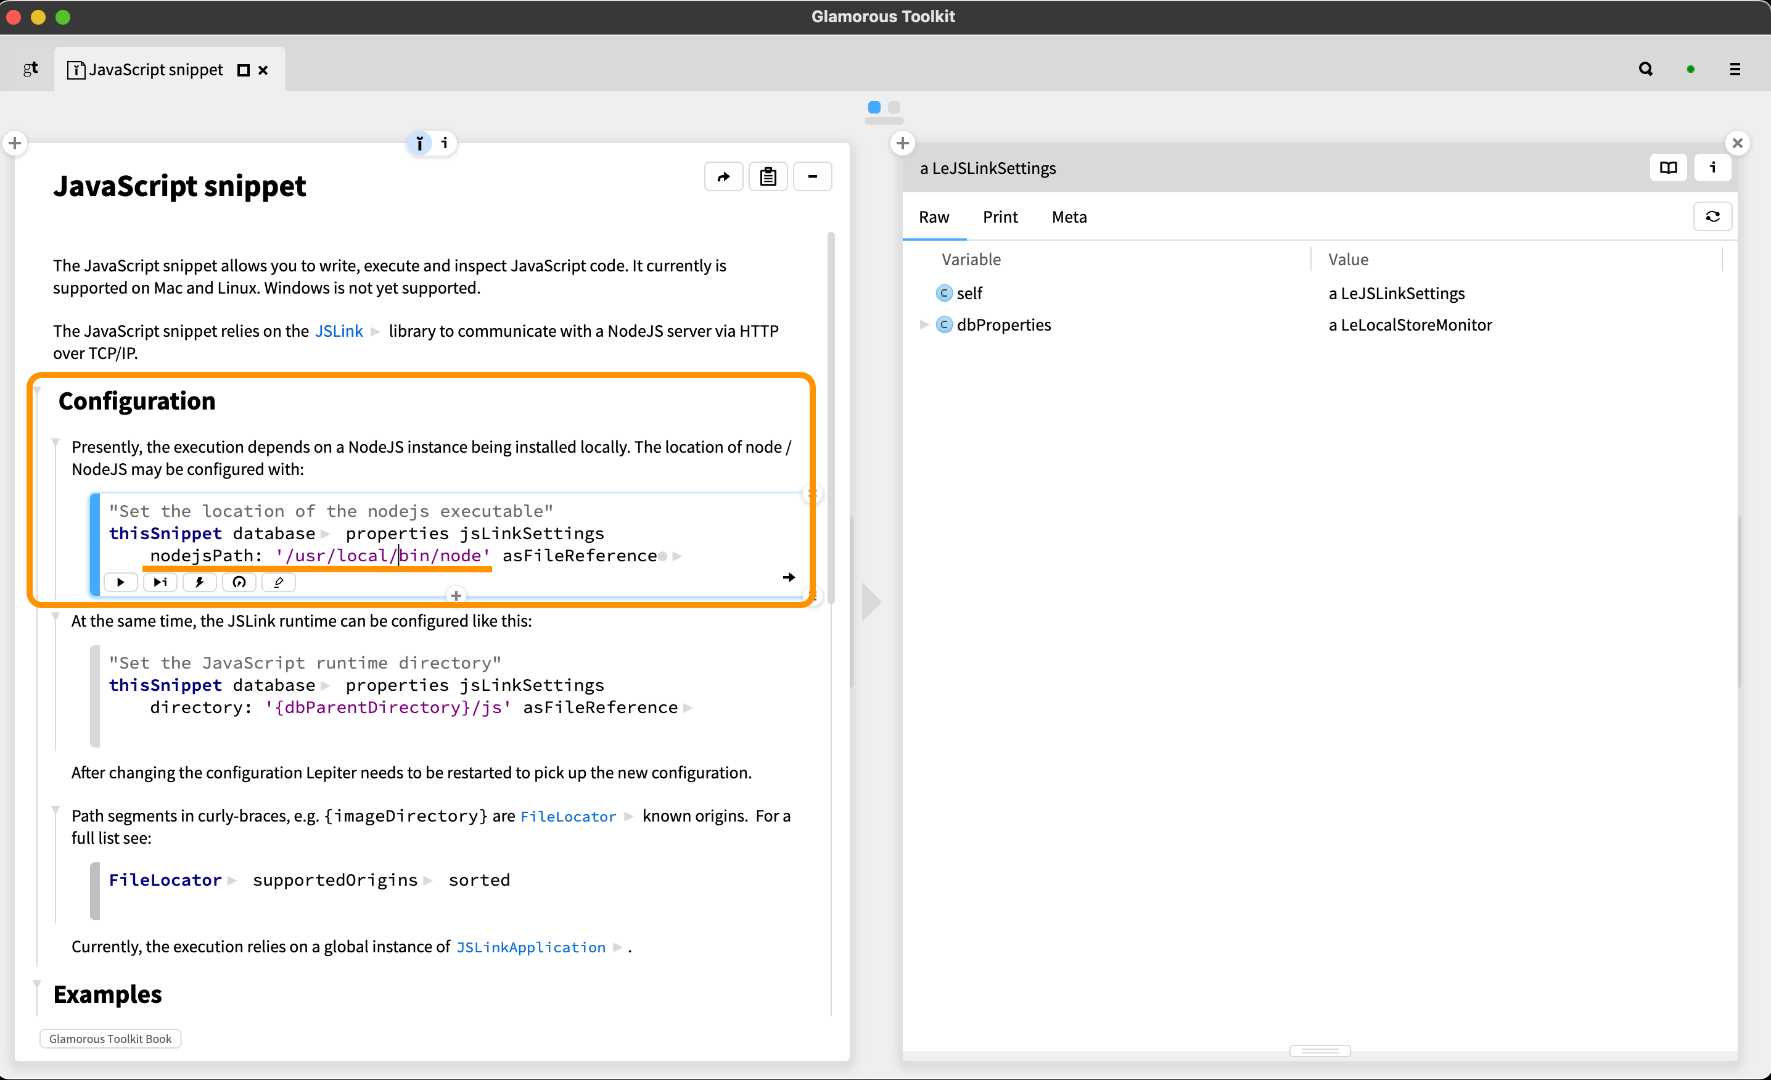 Glamorous Toolkit
gt
JavaScript snippet
i
JavaScript snippet
The JavaScript snippet allows you to write, execute and inspect JavaScript code. It currently is
supported on Mac and Linux. Windows is not yet supported.
The JavaScript snippet relies on the JSLink library to communicate with a NodeJS server via HTTP
over TCP/IP.
Configuration
Presently, the execution depends on a NodeJS instance being installed locally. The location of node /
NodeJS may be configured with:
"Set the location of the nodejs executable"
thisSnippet database properties jsLinkSettings
nodejsPath: '/usr/local/bin/node' asFileReference
i
At the same time, the JSLink runtime can be configured like this:
"Set the JavaScript runtime directory"
thisSnippet database properties jsLinkSettings
directory: '{dbParentDirectory}/js' asFileReference
After changing the configuration Lepiter needs to be restarted to pick up the new configuration.
Path segments in curly-braces, e.g. {imageDirectory} are FileLocator known origins. For a
full list see:
FileLocator supportedOrigins sorted
Currently, the execution relies on a global instance of JSLinkApplication .
Examples
Glamorous Toolkit Book
a LeJSLinkSettings
i
Raw Print Meta
Variable Value
C self a LeJSLinkSettings
C dbProperties a LeLocalStoreMonitor